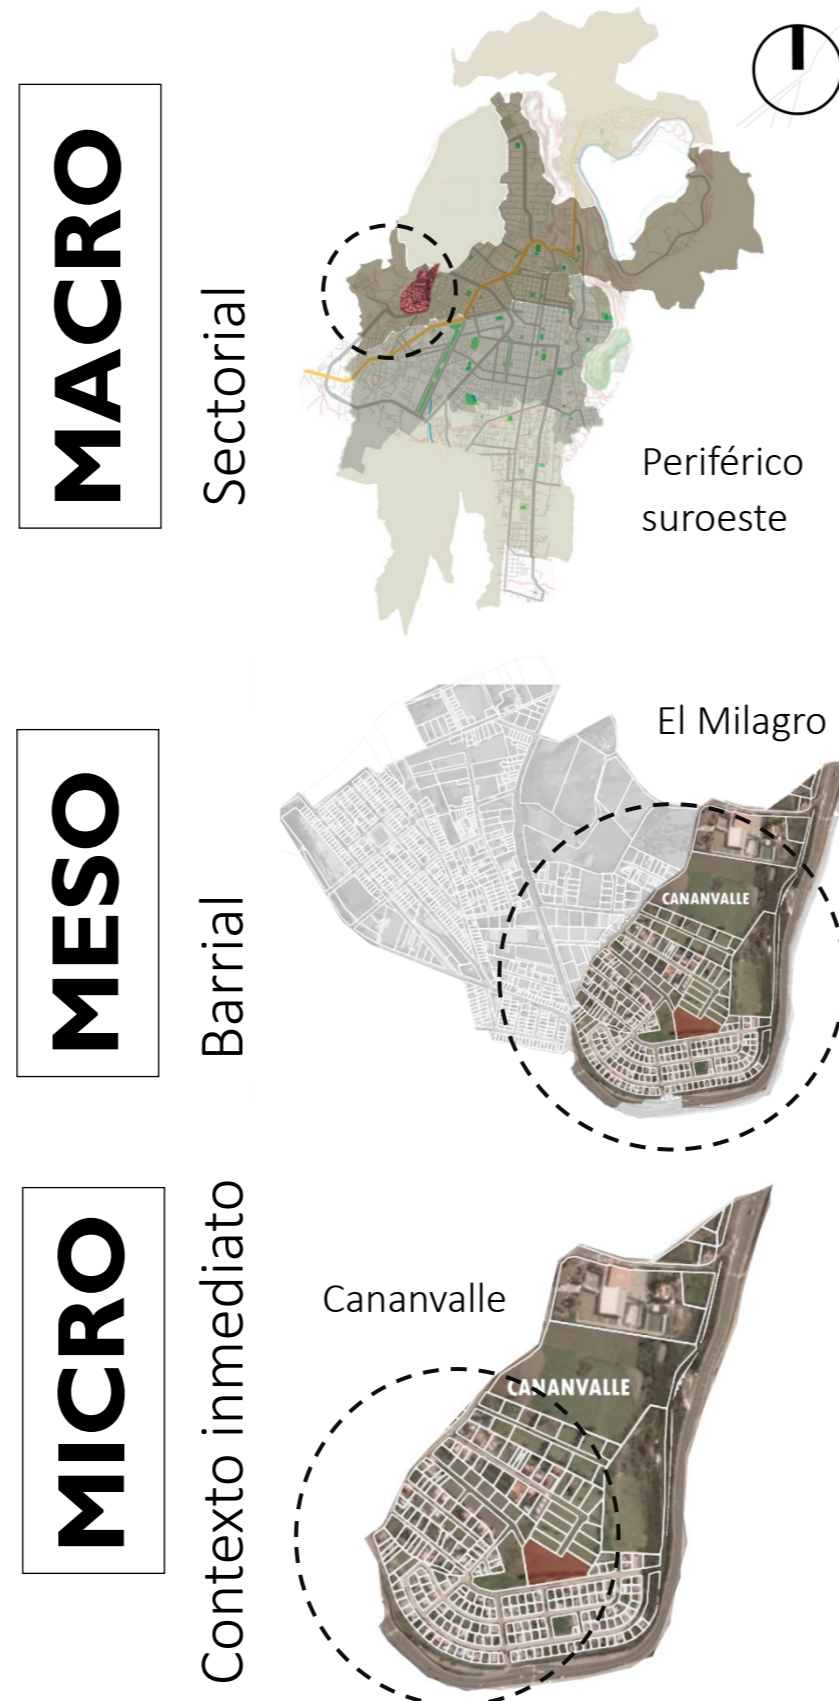 MACRO
Sectorial
Periférico
suroeste
MESO
Barrial
El Milagro
CANANVALLE
MICRO
Contexto inmediato
Cananvalle
CANANVALLE